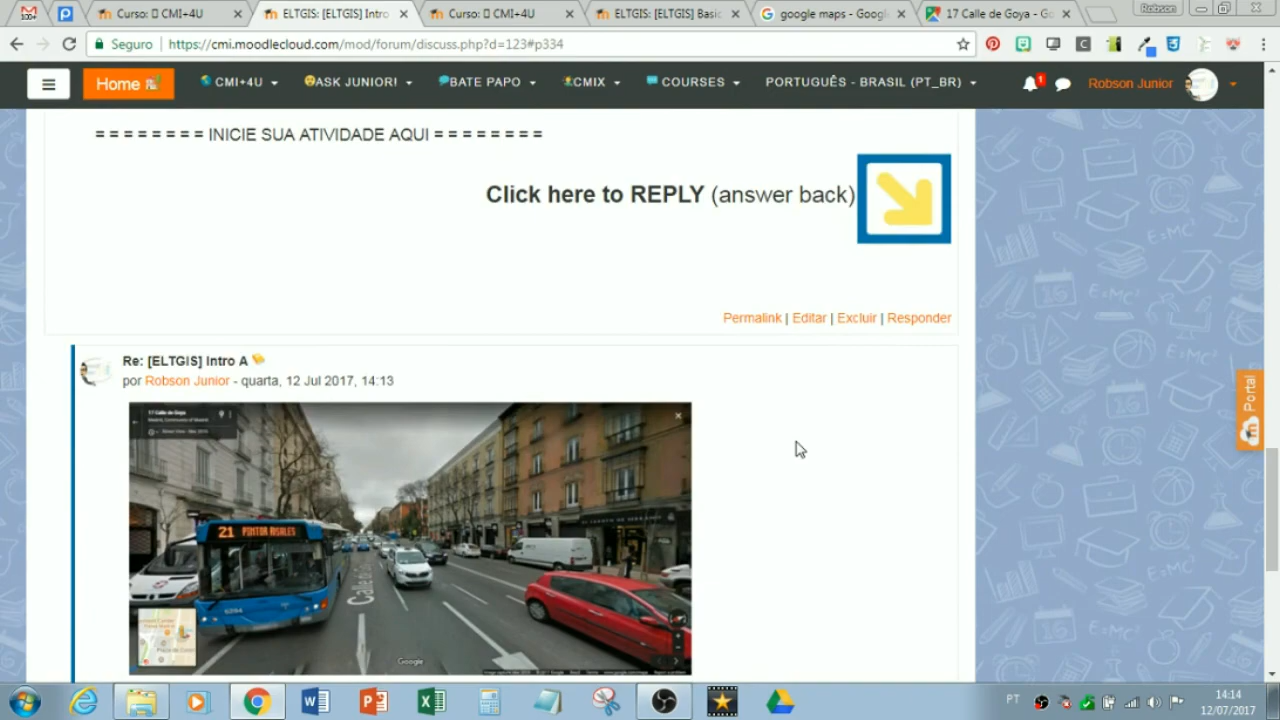 100+
Curso: CMI+4U
ELTGIS: [ELTGIS] Intro
Curso: CMI+4U
ELTGIS: [ELTGIS] Basic
google maps - Googl
17 Calle de Goya - Go
Robson
Seguro
https://cmi.moodlecloud.com/mod/forum/discuss.php?d=123#p334
Home
CMI+4U
ASK JUNIOR!
BATE PAPO
CMIX
COURSES
PORTUGUÊS - BRASIL (PT_BR)
1
Robson Junior
= = = = = = = = INICIE SUA ATIVIDADE AQUI = = = = = = = =
Click here to REPLY (answer back)
Permalink | Editar | Excluir | Responder
Portal
Re: [ELTGIS] Intro A
por Robson Junior - quarta, 12 Jul 2017, 14:13
17 Calle de Goya
21 PINTOR ROSALES
Calle de
Google
PT
14:14
12/07/2017